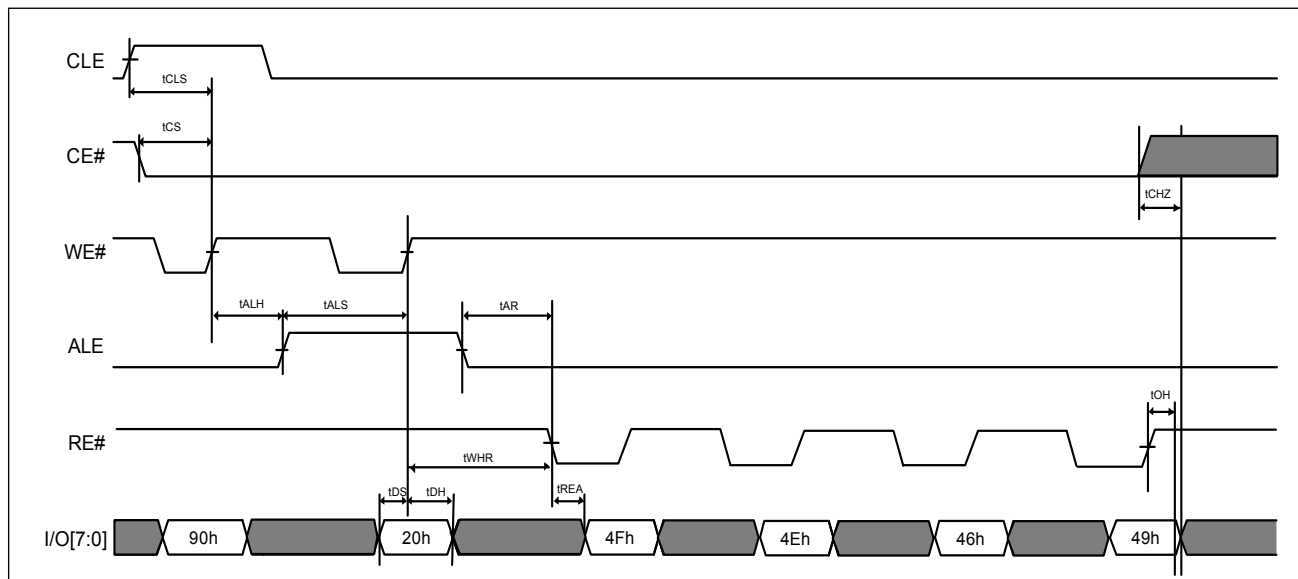 CLE
tCLS
tCS
CE#
tCHZ
WE#
tALH tALS tAR
ALE
tOH
RE#
tWHR
tDS tDH tREA
I/O[7:0] 90h 20h 4Fh 4Eh 46h 49h